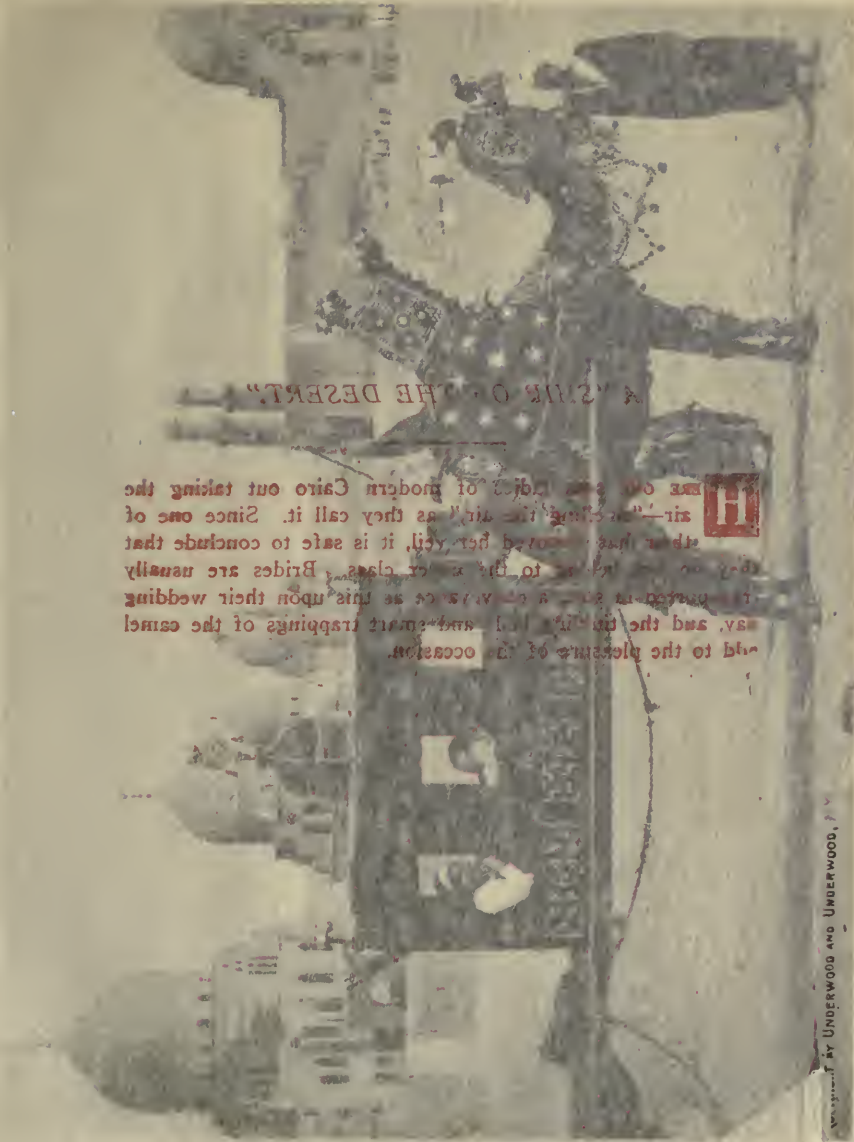 A "SHIP OF THE DESERT."
HERE one sees ladies of modern Cairo out taking the
air—"smelling the air," as they call it. Since one of
them has removed her veil, it is safe to conclude that
they do not belong to the upper class. Brides are usually
transported in such a conveyance as this upon their wedding
day, and the tinkling bells and smart trappings of the camel
add to the pleasure of the occasion.
COPYRIGHT BY UNDERWOOD AND UNDERWOOD,